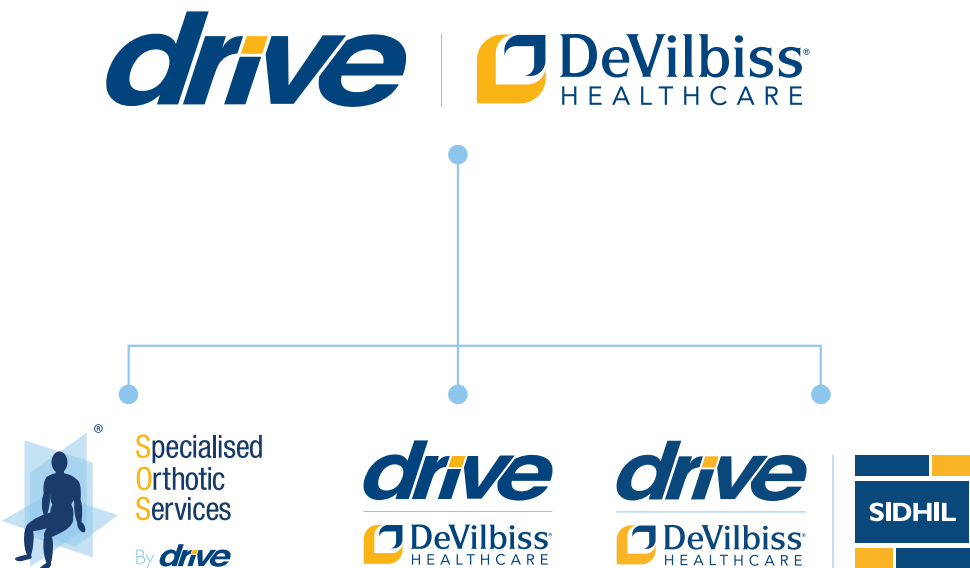 drive
DeVilbiss®
HEALTHCARE
®
Specialised
Orthotic
Services
By drive
drive
DeVilbiss
HEALTHCARE
drive
DeVilbiss
HEALTHCARE
SIDHIL